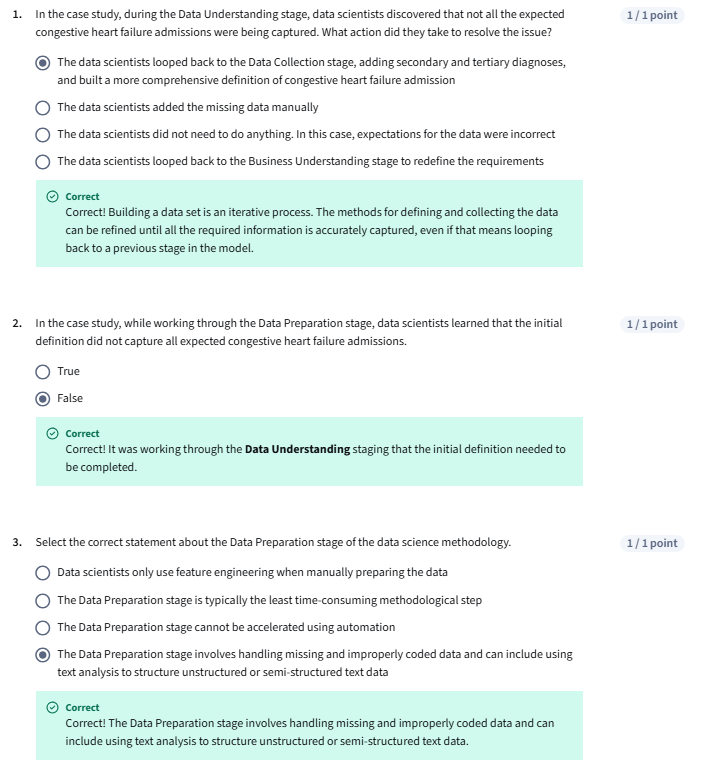 1. In the case study, during the Data Understanding stage, data scientists discovered that not all the expected 1 / 1 point
congestive heart failure admissions were being captured. What action did they take to resolve the issue?
The data scientists looped back to the Data Collection stage, adding secondary and tertiary diagnoses,
and built a more comprehensive definition of congestive heart failure admission
The data scientists added the missing data manually
The data scientists did not need to do anything. In this case, expectations for the data were incorrect
The data scientists looped back to the Business Understanding stage to redefine the requirements
Correct
Correct! Building a data set is an iterative process. The methods for defining and collecting the data
can be refined until all the required information is accurately captured, even if that means looping
back to a previous stage in the model.
2. In the case study, while working through the Data Preparation stage, data scientists learned that the initial 1 / 1 point
definition did not capture all expected congestive heart failure admissions.
True
False
Correct
Correct! It was working through the Data Understanding staging that the initial definition needed to
be completed.
3. Select the correct statement about the Data Preparation stage of the data science methodology. 1 / 1 point
Data scientists only use feature engineering when manually preparing the data
The Data Preparation stage is typically the least time-consuming methodological step
The Data Preparation stage cannot be accelerated using automation
The Data Preparation stage involves handling missing and improperly coded data and can include using
text analysis to structure unstructured or semi-structured text data
Correct
Correct! The Data Preparation stage involves handling missing and improperly coded data and can
include using text analysis to structure unstructured or semi-structured text data.